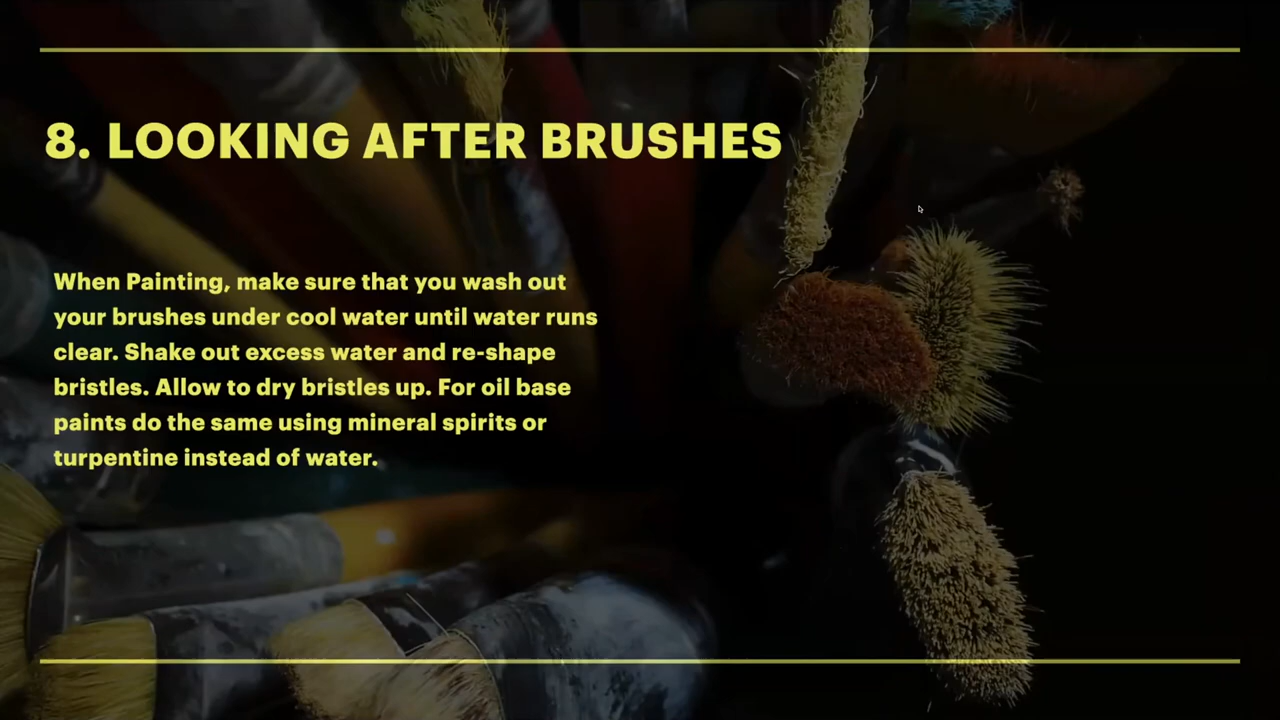 8. LOOKING AFTER BRUSHES
When Painting, make sure that you wash out
your brushes under cool water until water runs
clear. Shake out excess water and re-shape
bristles. Allow to dry bristles up. For oil base
paints do the same using mineral spirits or
turpentine instead of water.